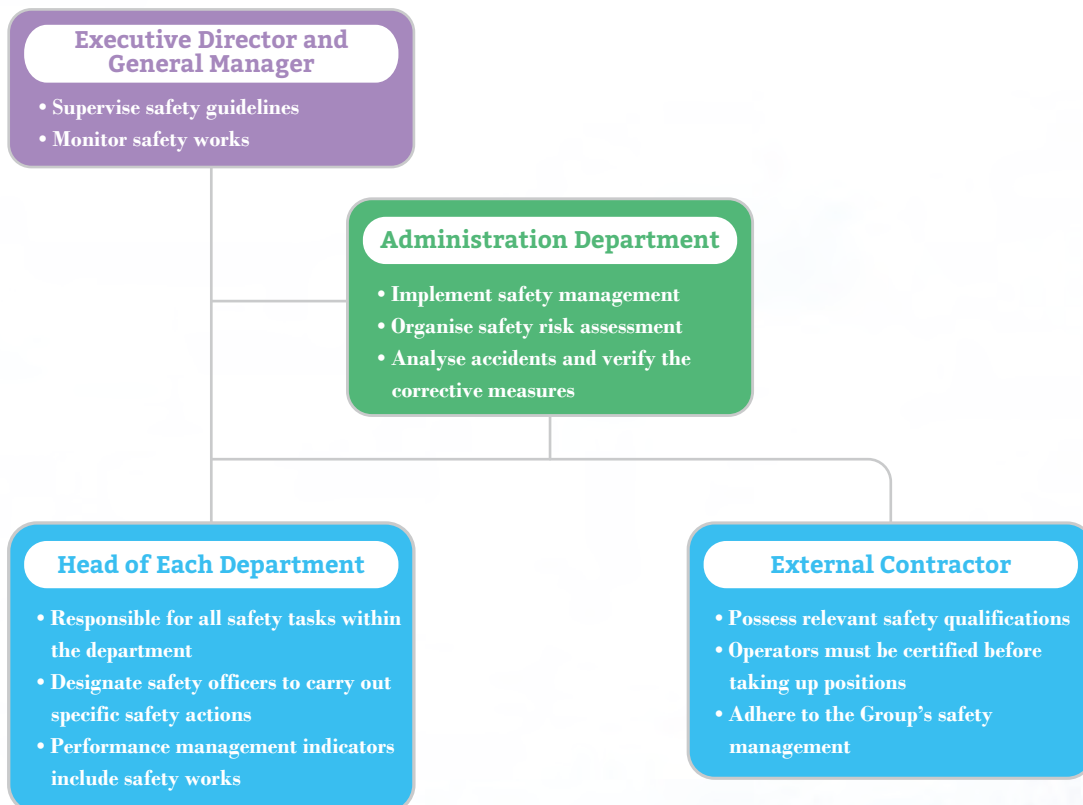 Executive Director and
General Manager
• Supervise safety guidelines
• Monitor safety works
Administration Department
• Implement safety management
• Organise safety risk assessment
• Analyse accidents and verify the
corrective measures
Head of Each Department
• Responsible for all safety tasks within
the department
• Designate safety officers to carry out
specific safety actions
• Performance management indicators
include safety works
External Contractor
• Possess relevant safety qualifications
• Operators must be certified before
taking up positions
• Adhere to the Group's safety
management